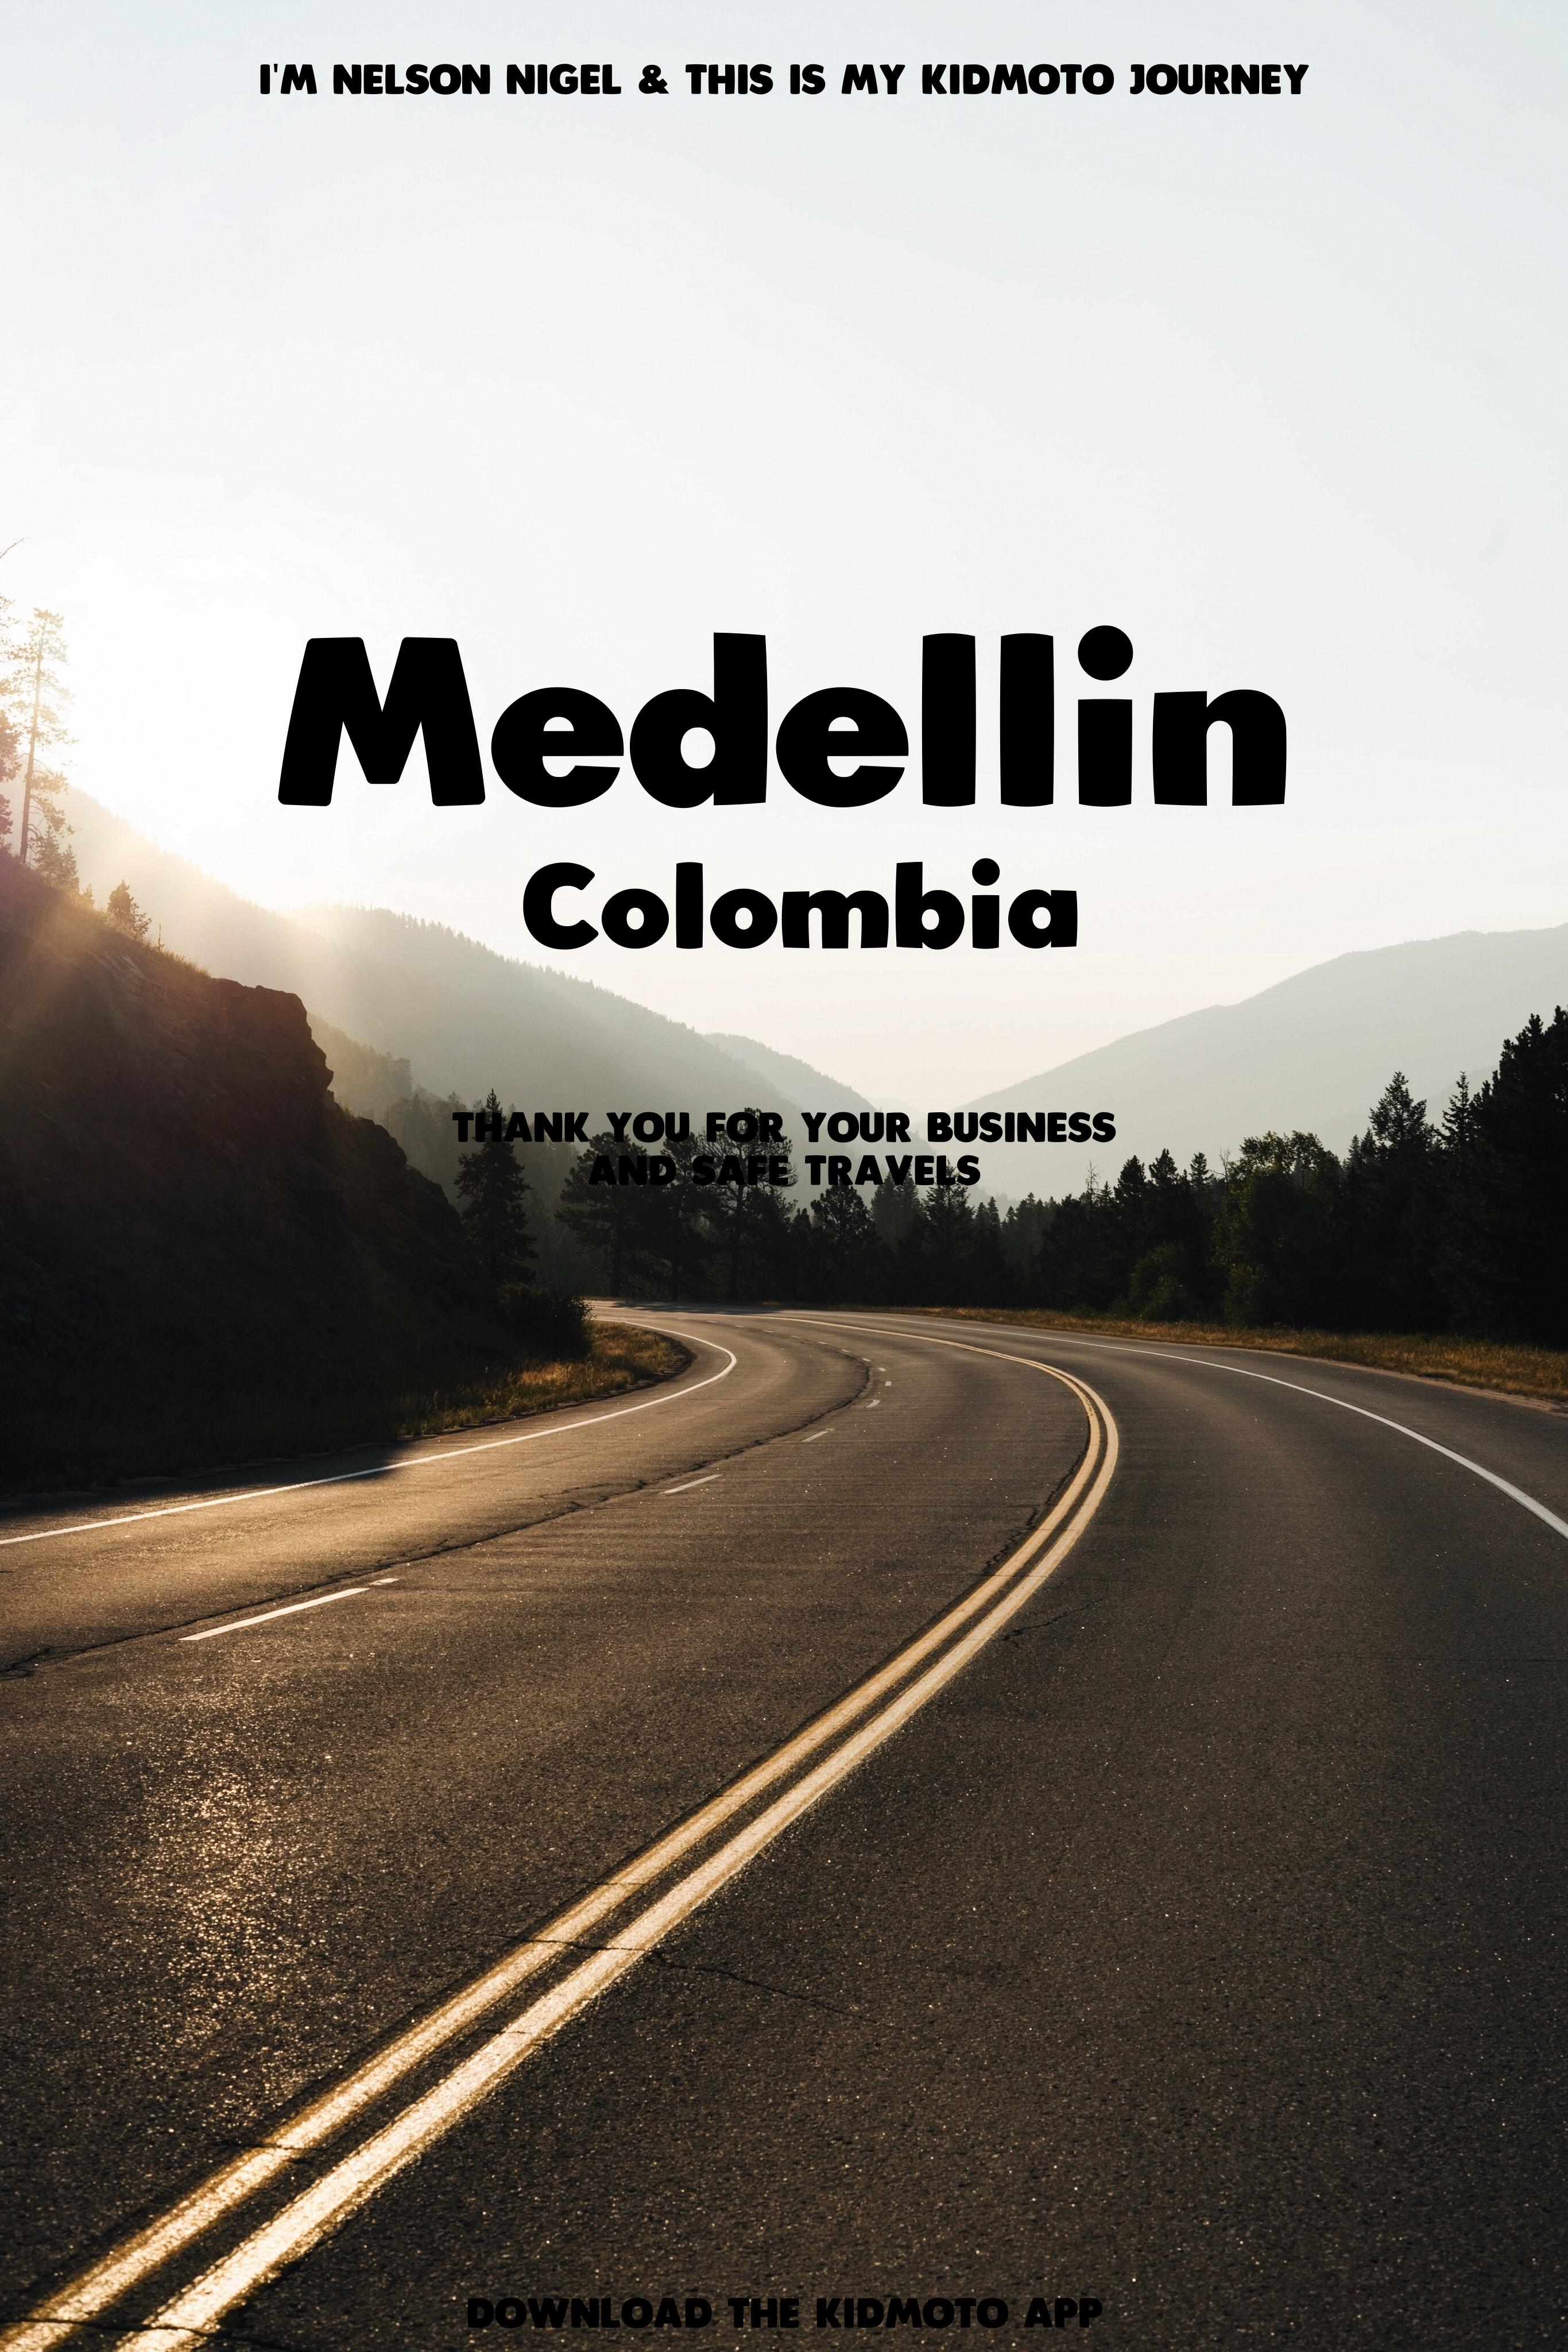 I'M NELSON NIGEL & THIS IS MY KIDMOTO JOURNEY
Medellin
Colombia
THANK YOU FOR YOUR BUSINESS
AND SAFE TRAVELS
DOWNLOAD THE KIDMOTO APP